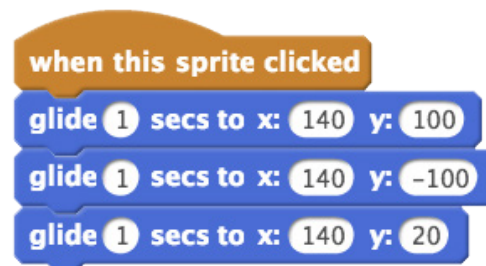 when this sprite clicked
glide 1 secs to x: 140 y: 100
glide 1 secs to x: 140 y: -100
glide 1 secs to x: 140 y: 20